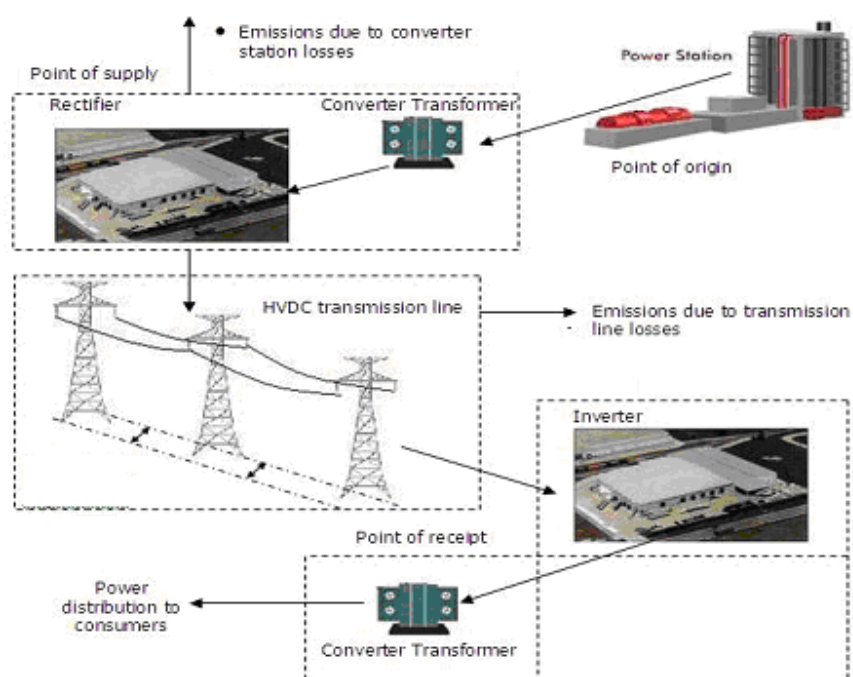 • Emissions due to converter
station losses
Point of supply
Rectifier
Converter Transformer
Power Station
Point of origin
HVDC transmission line
Emissions due to transmission
line losses
Inverter
Point of receipt
Power
distribution to
consumers
Converter Transformer